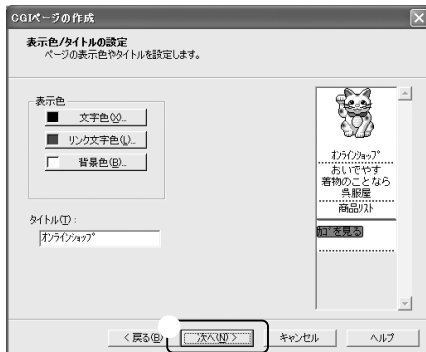 CGIページの作成
表示色/タイトルの設定
ページの表示色やタイトルを設定します。
表示色
文字色(X)...
リンク文字色(L)...
背景色(B)...
タイトル(T):
オンラインショップ
オンラインショップ
おいでやす
着物のことなら
呉服屋
商品リスト
カゴを見る
< 戻る(B)
次へ(N) >
キャンセル
ヘルプ